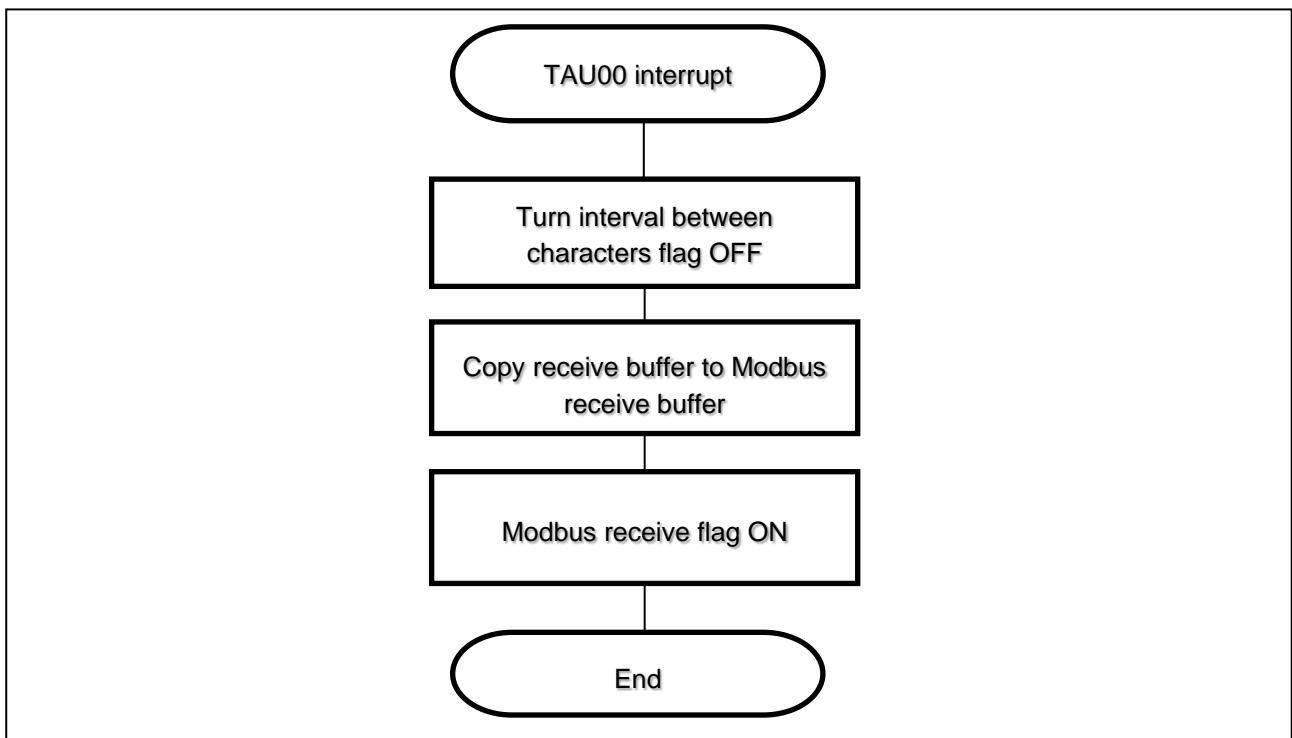 TAU00 interrupt
Turn interval between
characters flag OFF
Copy receive buffer to Modbus
receive buffer
Modbus receive flag ON
End